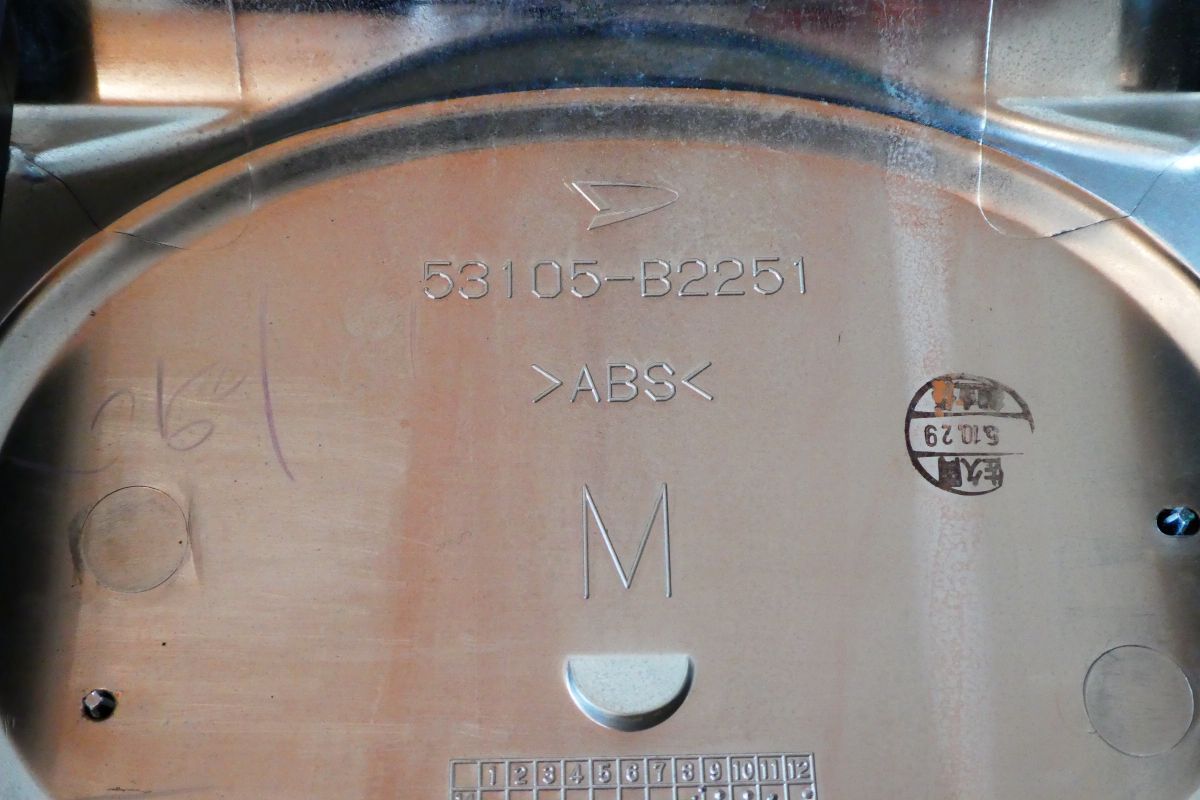 53105-B2251
>ABS<
M
5.10.29
1 2 3 4 5 6 7 8 9 10 11 12